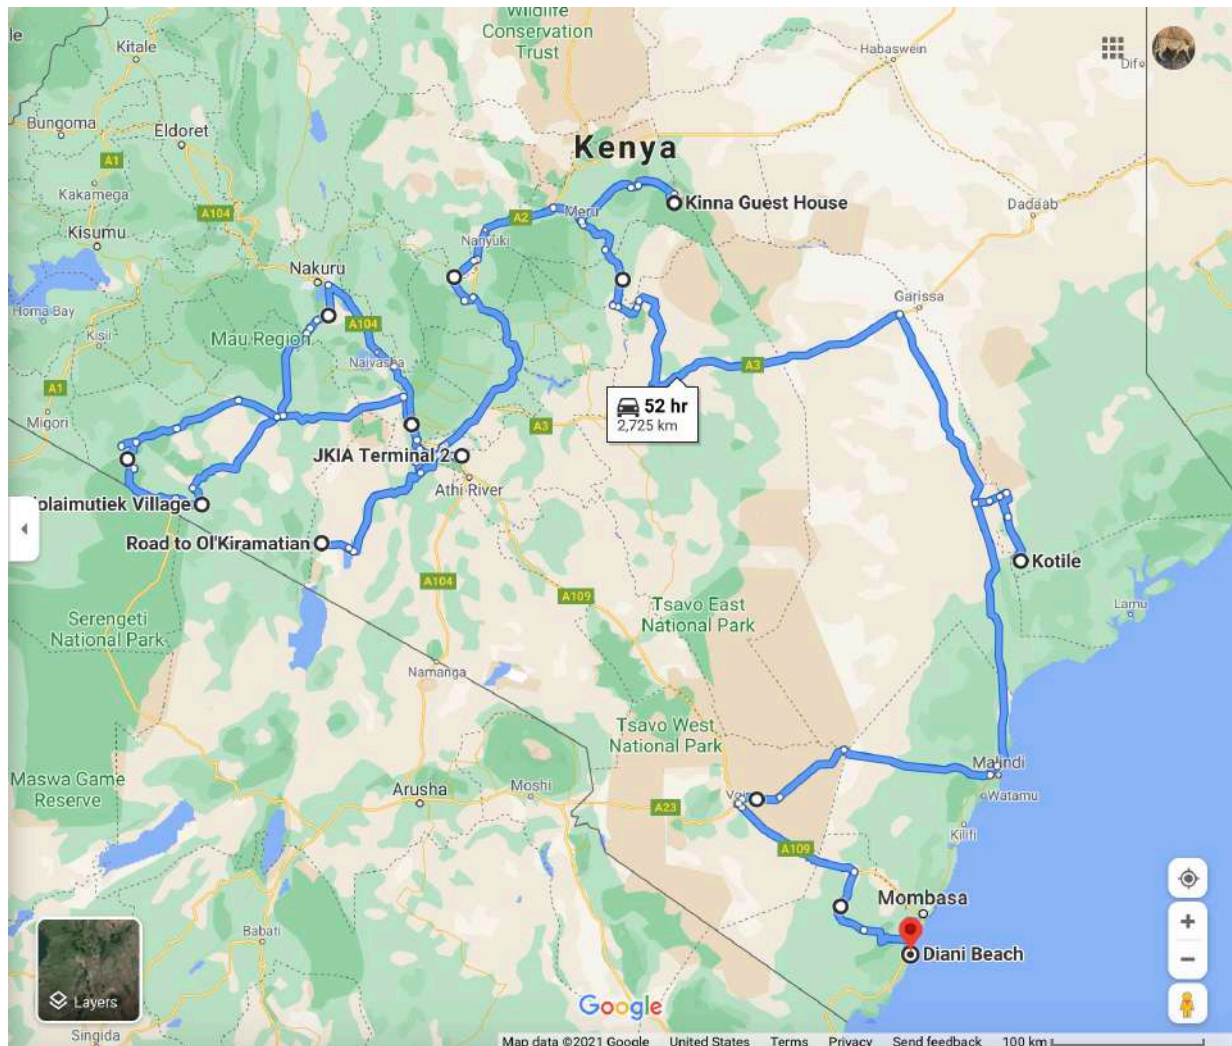 Wildlife
Conservation
Trust
le
Kitale
Habaswein
Dif
Bungoma
A1
Eldoret
Kenya
Kakamega
A104
Kisumu
Kinna Guest House
Dadaab
A2
Meru
Nanyuki
Nakuru
Garissa
Homa Bay
Kisii
Mau Region
A104
Naivasha
A3
A1
52 hr
2,725 km
Migori
A3
JKIA Terminal 2
Athi River
olaimutiek Village
Road to Ol'Kiramatian
Kotile
A104
A109
Tsavo East
National Park
Lamu
Serengeti
National Park
Namanga
Tsavo West
National Park
Malindi
Maswa Game
Reserve
Arusha
Moshi
Voi
A23
Watamu
Kilifi
A109
Mombasa
Babati
Diani Beach
Layers
Google
Singida
Map data ©2021 Google United States Terms Privacy Send feedback 100 km